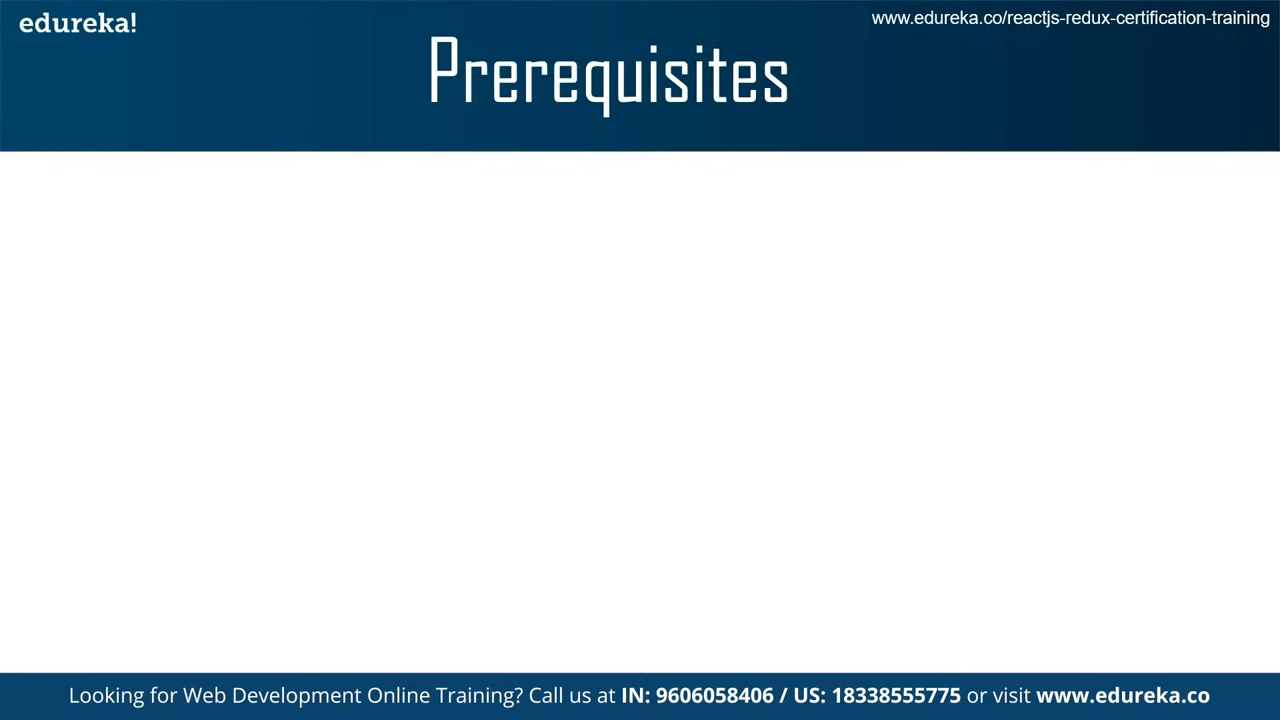 edureka!
www.edureka.co/reactjs-redux-certification-training
Prerequisites
Looking for Web Development Online Training? Call us at IN: 9606058406 / US: 18338555775 or visit www.edureka.co